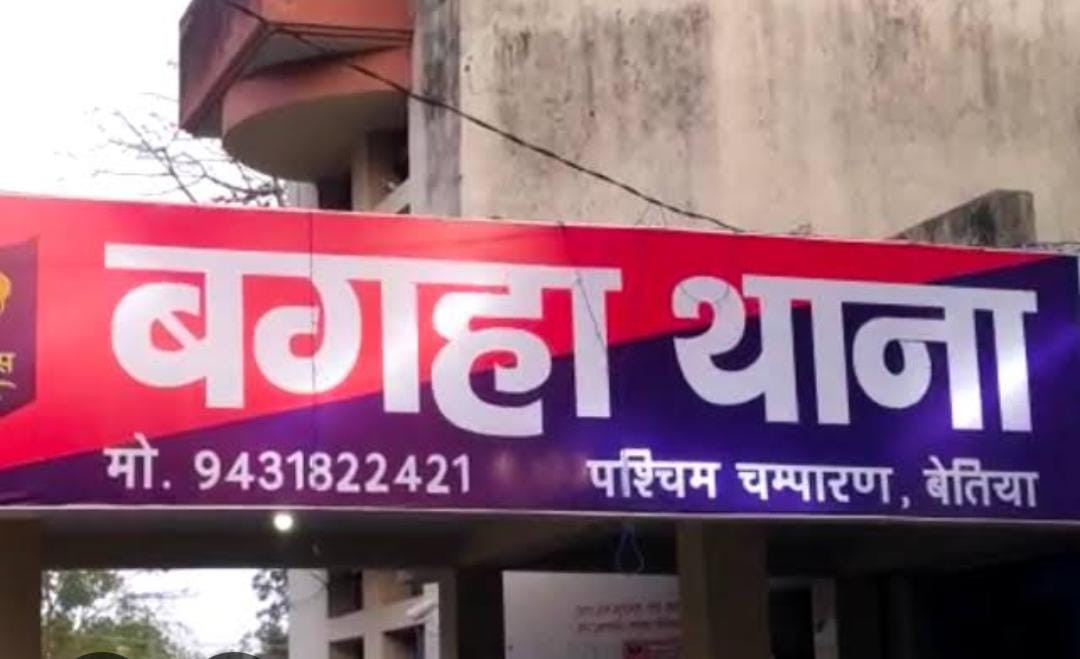 बगहा थाना
मो. 9431822421 पश्चिम चम्पारण, बेतिया